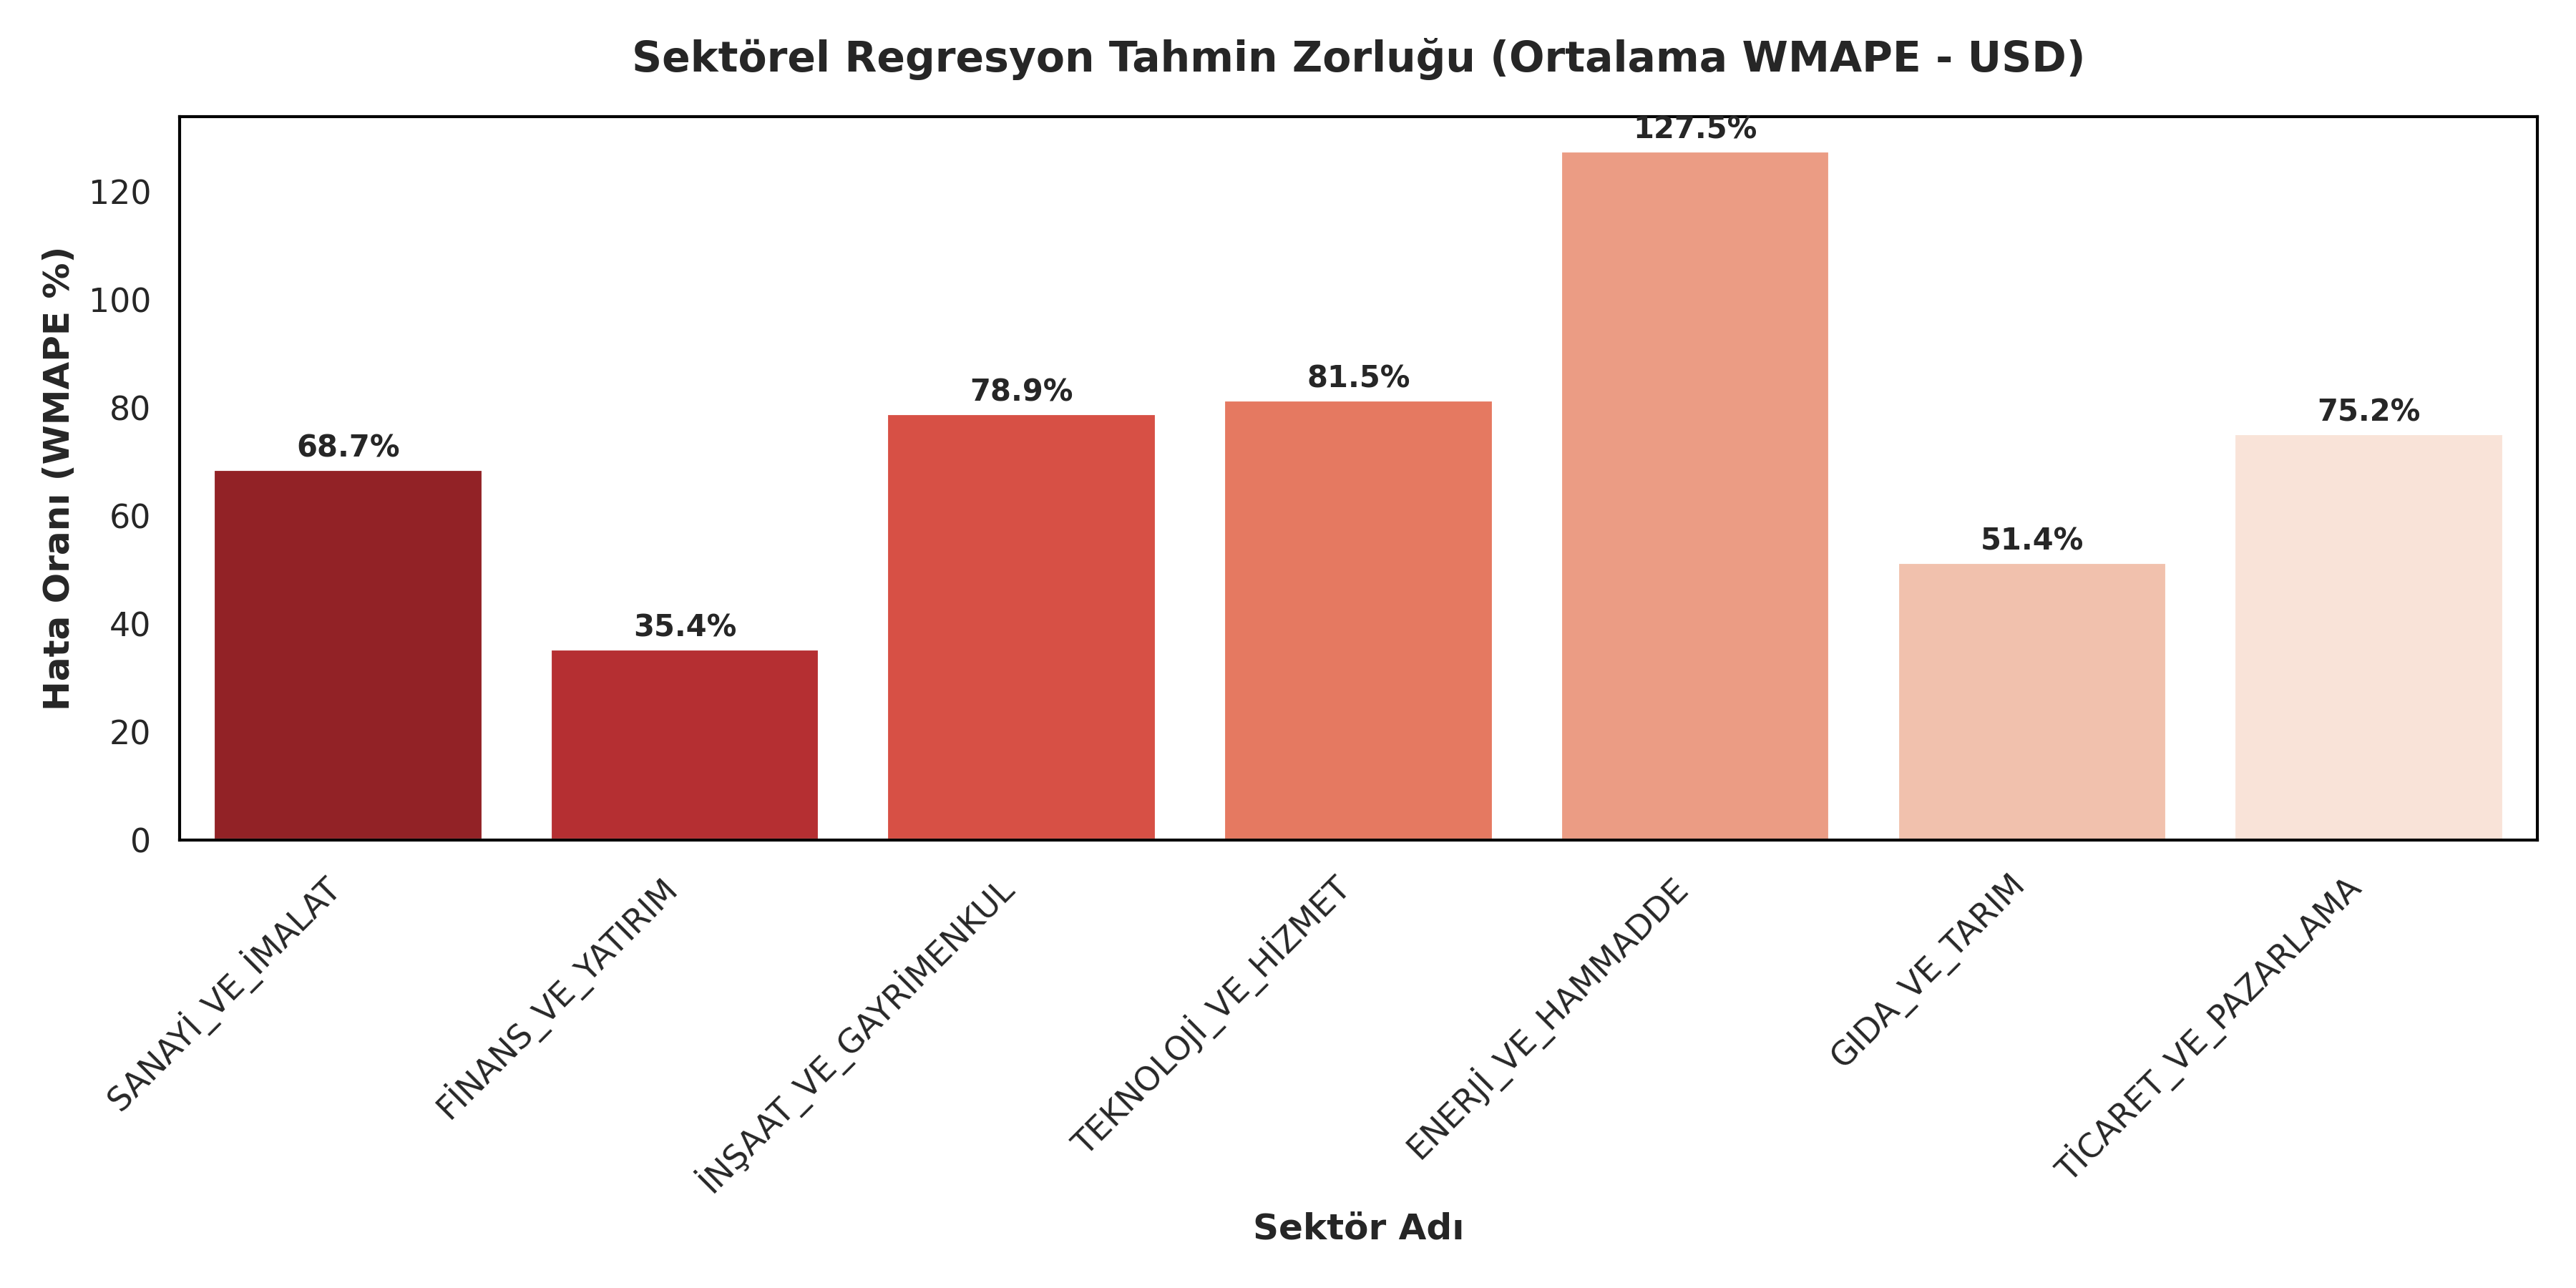 Sektörel Regresyon Tahmin Zorluğu (Ortalama WMAPE - USD)
Hata Oranı (WMAPE %)
120
100
80
60
40
20
0
68.7%
35.4%
78.9%
81.5%
127.5%
51.4%
75.2%
SANAYİ_VE_İMALAT
FİNANS_VE_YATIRIM
İNŞAAT_VE_GAYRİMENKUL
TEKNOLOJİ_VE_HİZMET
ENERJİ_VE_HAMMADDE
GIDA_VE_TARIM
TİCARET_VE_PAZARLAMA
Sektör Adı